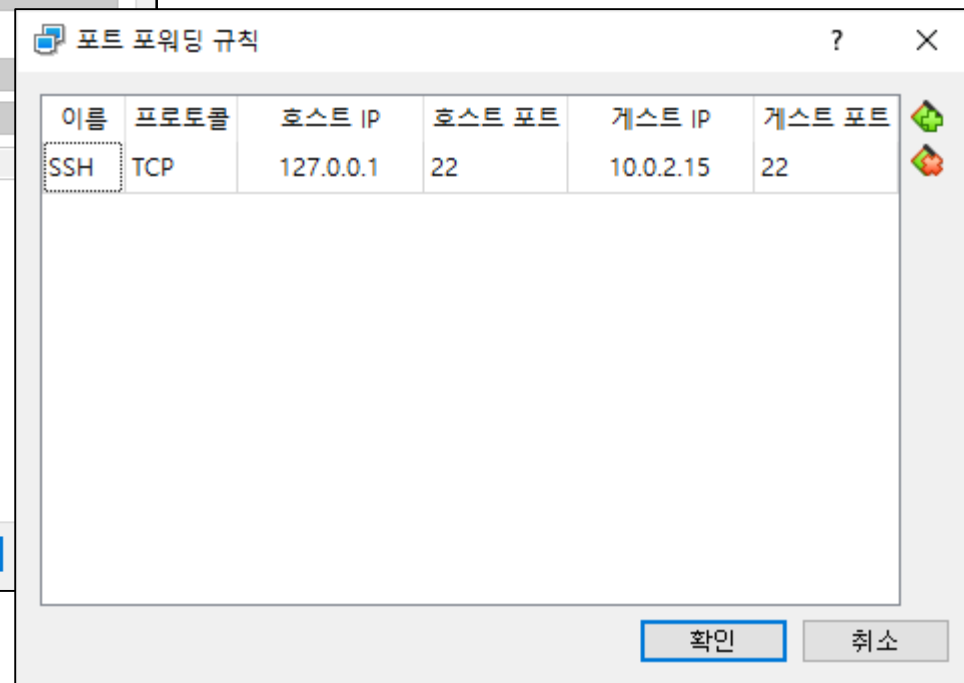 포트 포워딩 규칙 ?
이름 프로토콜 호스트 IP 호스트 포트 게스트 IP 게스트 포트
SSH TCP 127.0.0.1 22 10.0.2.15 22
확인 취소